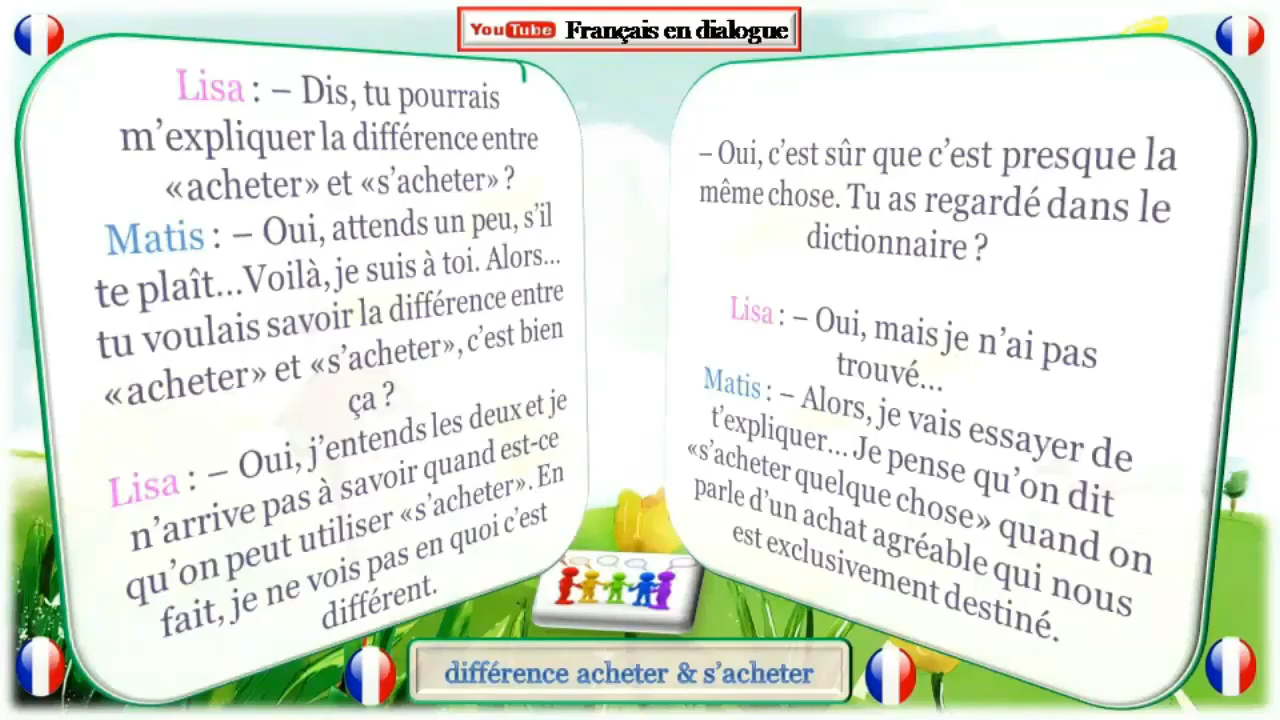 YouTube Français en dialogue
Lisa : – Dis, tu pourrais
m’expliquer la différence entre
«acheter» et «s’acheter» ?
Matis : – Oui, attends un peu, s’il
te plaît…Voilà, je suis à toi. Alors…
tu voulais savoir la différence entre
«acheter» et «s’acheter», c’est bien
ça ?
Lisa : – Oui, j’entends les deux et je
n’arrive pas à savoir quand est-ce
qu’on peut utiliser «s’acheter». En
fait, je ne vois pas en quoi c’est
différent.
– Oui, c’est sûr que c’est presque la
même chose. Tu as regardé dans le
dictionnaire ?
Lisa : – Oui, mais je n’ai pas
trouvé…
Matis : – Alors, je vais essayer de
t’expliquer… Je pense qu’on dit
«s’acheter quelque chose» quand on
parle d’un achat agréable qui nous
est exclusivement destiné.
différence acheter & s’acheter